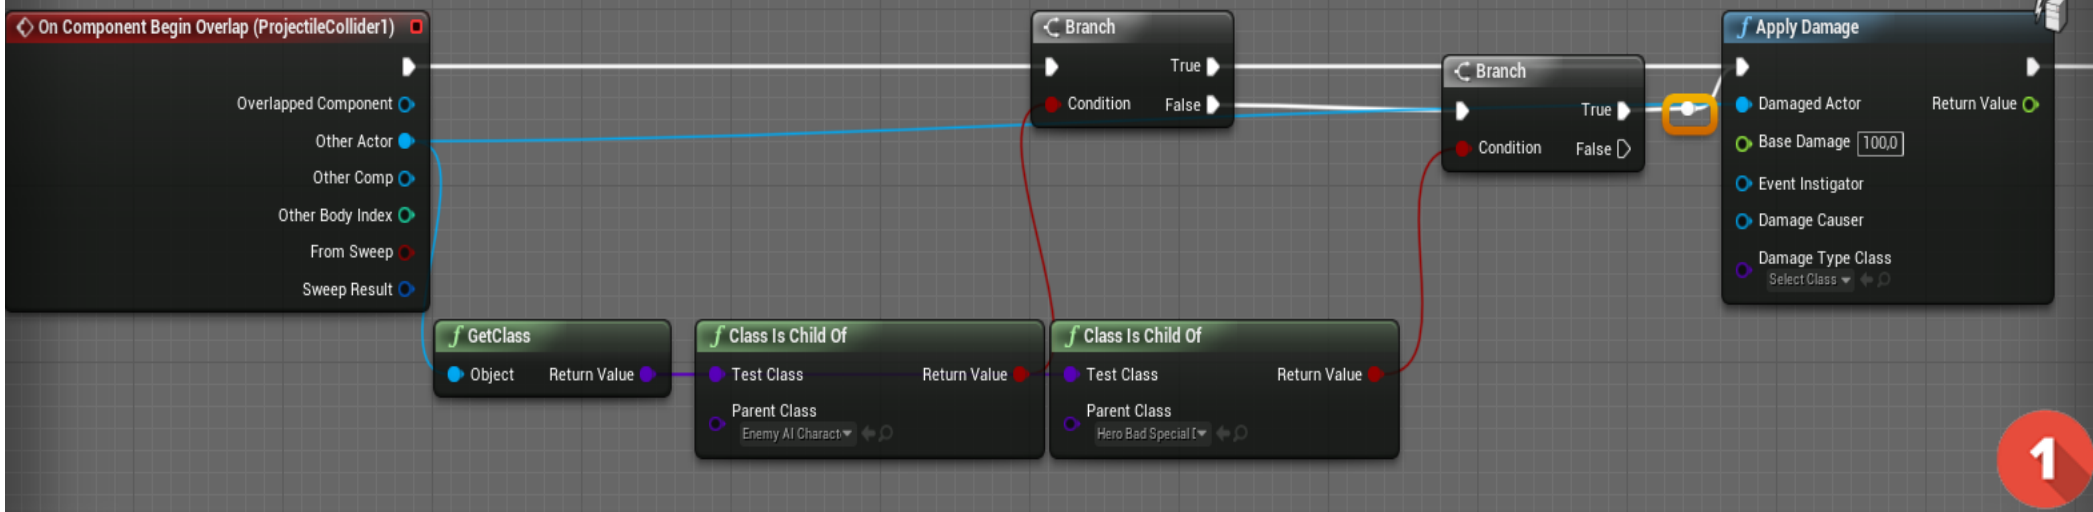 On Component Begin Overlap (ProjectileCollider1)
Overlapped Component
Other Actor
Other Comp
Other Body Index
From Sweep
Sweep Result
GetClass
Object Return Value
Class Is Child Of
Test Class Return Value
Parent Class
Enemy AI Charact
Class Is Child Of
Test Class Return Value
Parent Class
Hero Bad Special
Branch
True
Condition False
Branch
True
Condition False
Apply Damage
Damaged Actor Return Value
Base Damage 100,0
Event Instigator
Damage Causer
Damage Type Class
Select Class
1